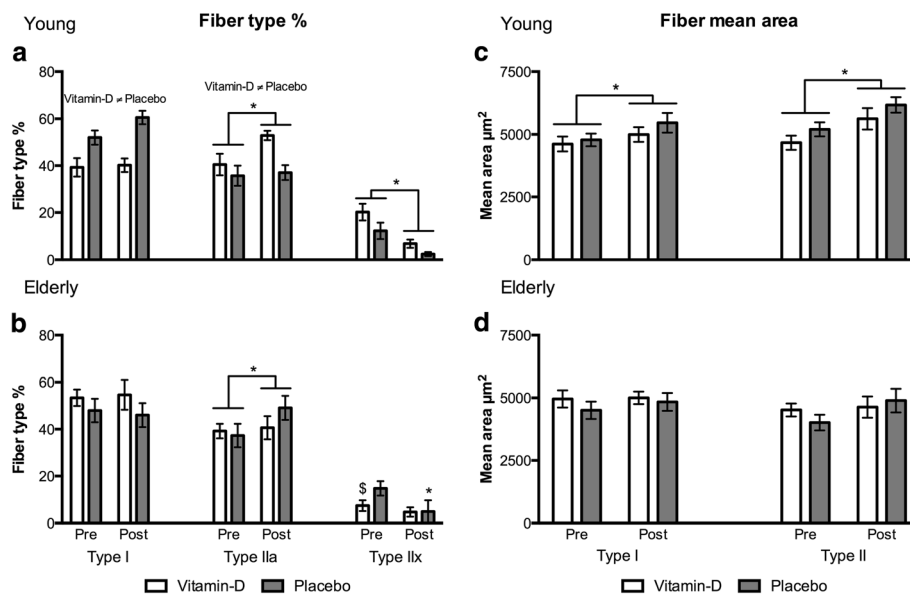 Young
Fiber type %
Young
Fiber mean area
a
80
60
40
20
0
Fiber type %
Vitamin-D ≠ Placebo
Vitamin-D ≠ Placebo
*
*
c
7500
5000
2500
0
Mean area µm²
*
*
Elderly
Elderly
b
80
60
40
20
0
Fiber type %
*
$
*
Pre
Post
Pre
Post
Pre
Post
Type I
Type IIa
Type IIx
d
7500
5000
2500
0
Mean area µm²
Pre
Post
Pre
Post
Type I
Type II
Vitamin-D
Placebo
Vitamin-D
Placebo